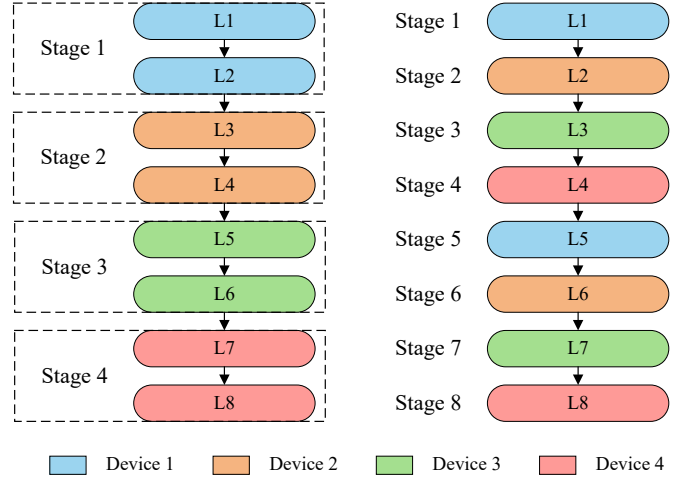 Stage 1
L1
L2
Stage 2
L3
L4
Stage 3
L5
L6
Stage 4
L7
L8
Stage 1 L1
Stage 2 L2
Stage 3 L3
Stage 4 L4
Stage 5 L5
Stage 6 L6
Stage 7 L7
Stage 8 L8
Device 1 Device 2 Device 3 Device 4